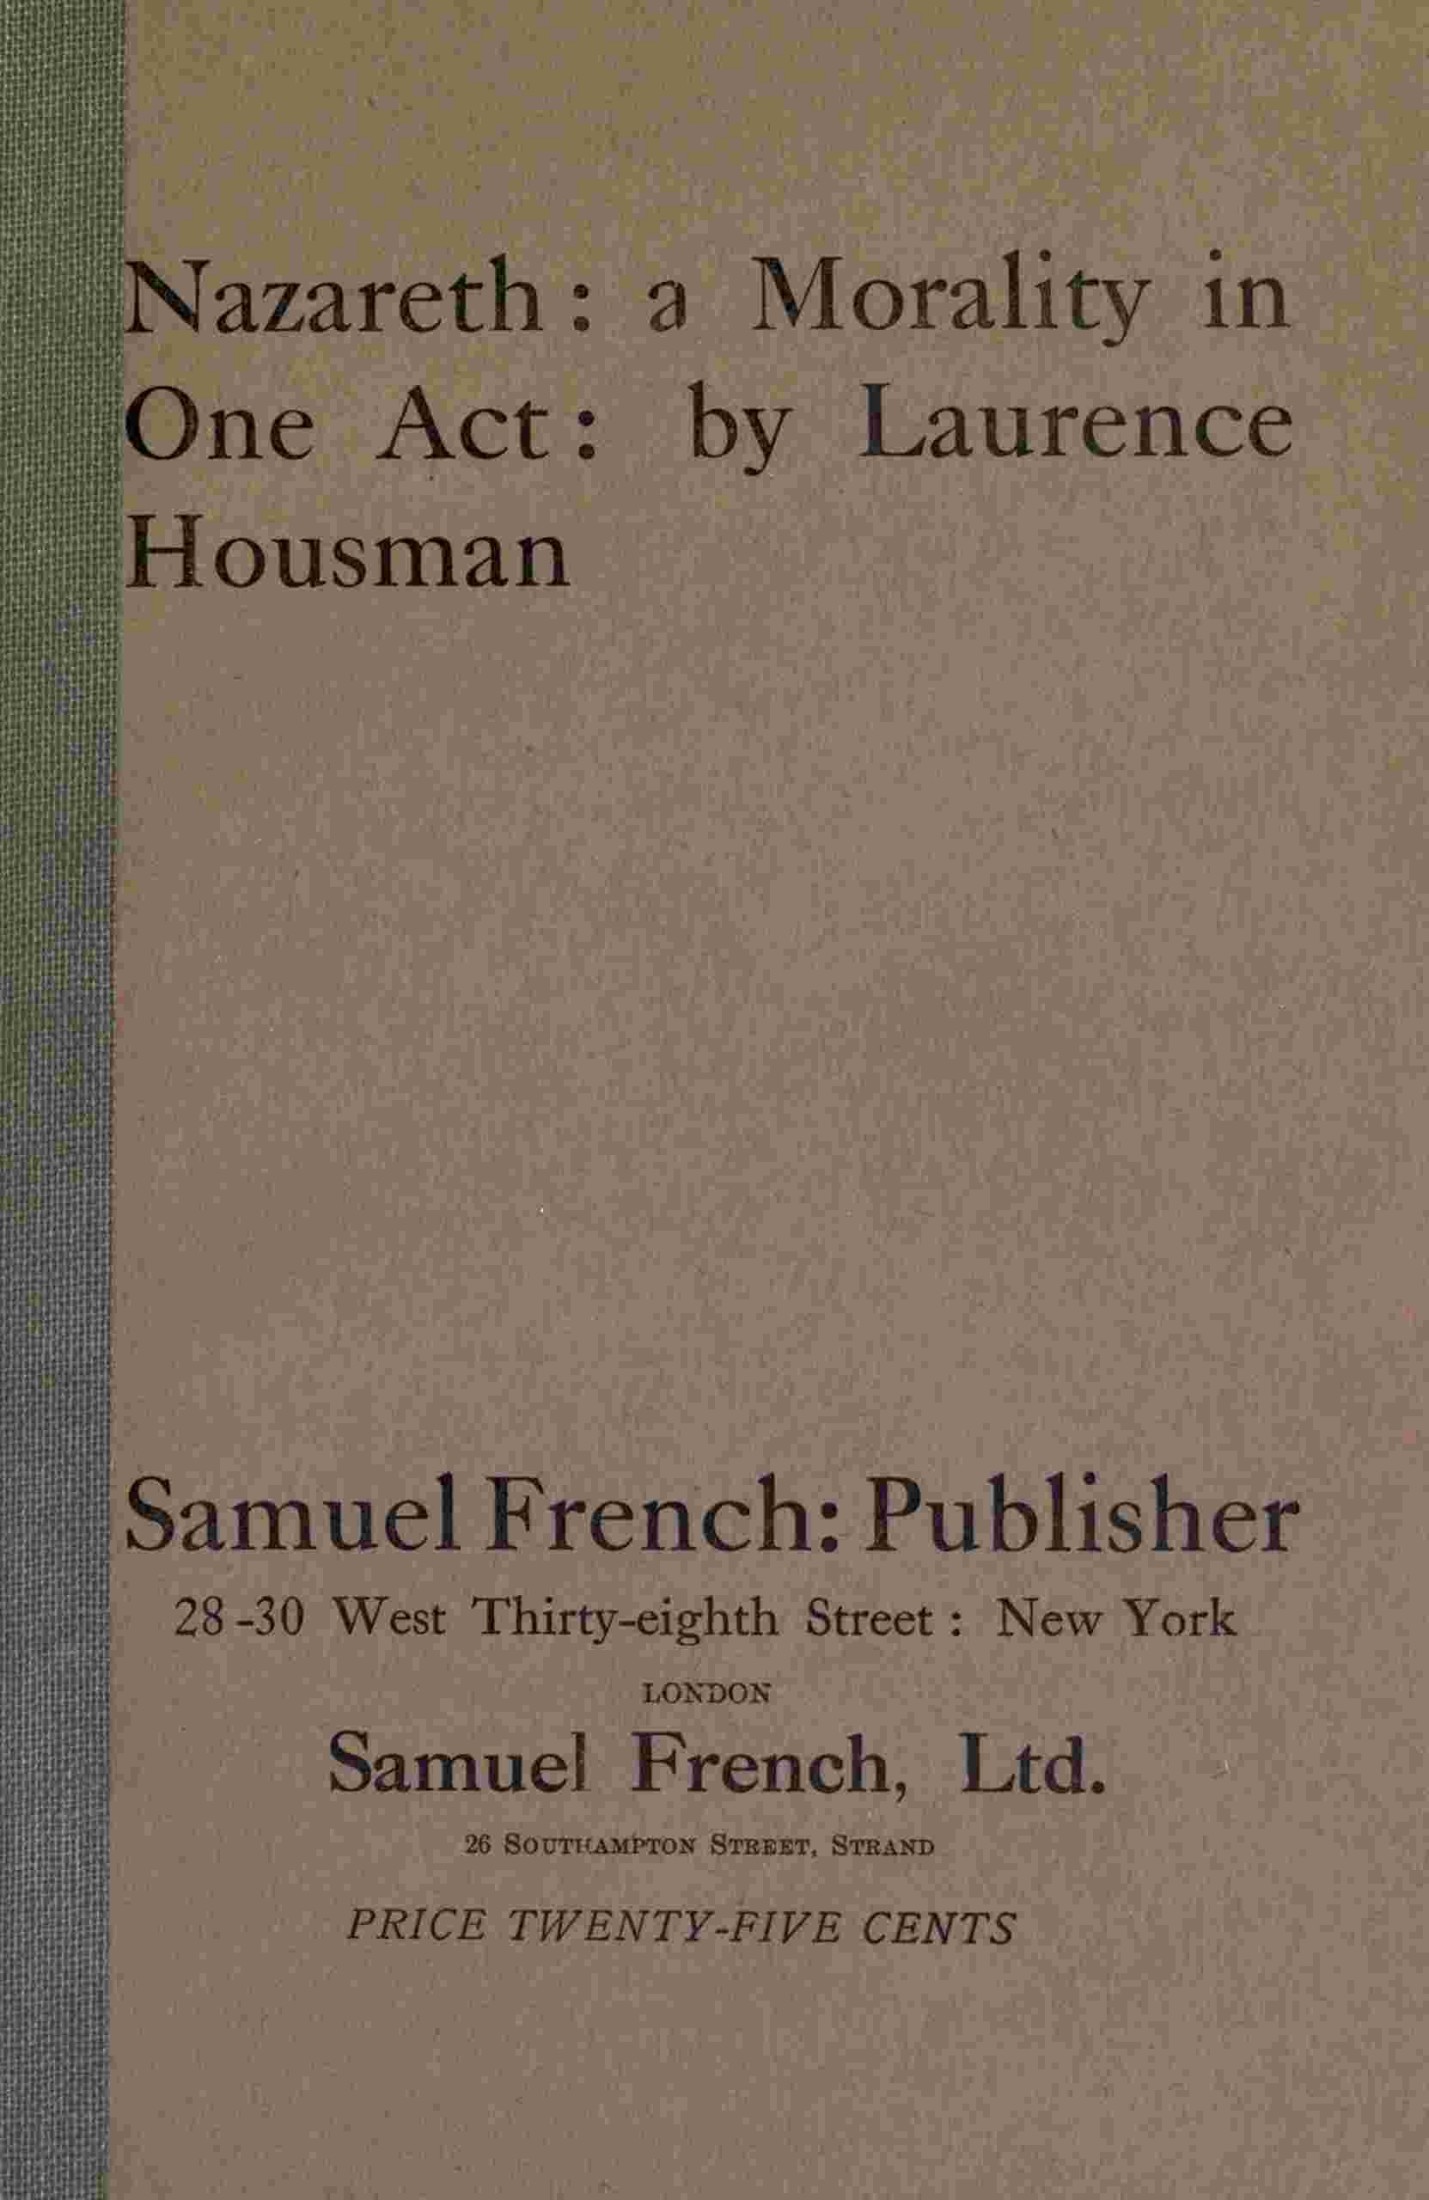 Nazareth: a Morality in
One Act: by Laurence
Housman
Samuel French: Publisher
28-30 West Thirty-eighth Street: New York
LONDON
Samuel French, Ltd.
26 SOUTHAMPTON STREET, STRAND
PRICE TWENTY-FIVE CENTS